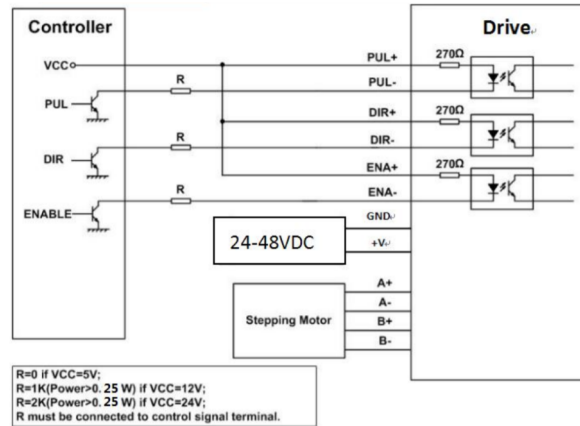 Controller
Drive
VCC
PUL+
270Ω
PUL
R
PUL-
DIR+
270Ω
DIR
R
DIR-
ENA+
270Ω
ENABLE
R
ENA-
GND
24-48VDC
+V
A+
A-
Stepping Motor
B+
B-
R=0 if VCC=5V;
R=1K(Power>0. 25 W) if VCC=12V;
R=2K(Power>0. 25 W) if VCC=24V;
R must be connected to control signal terminal.